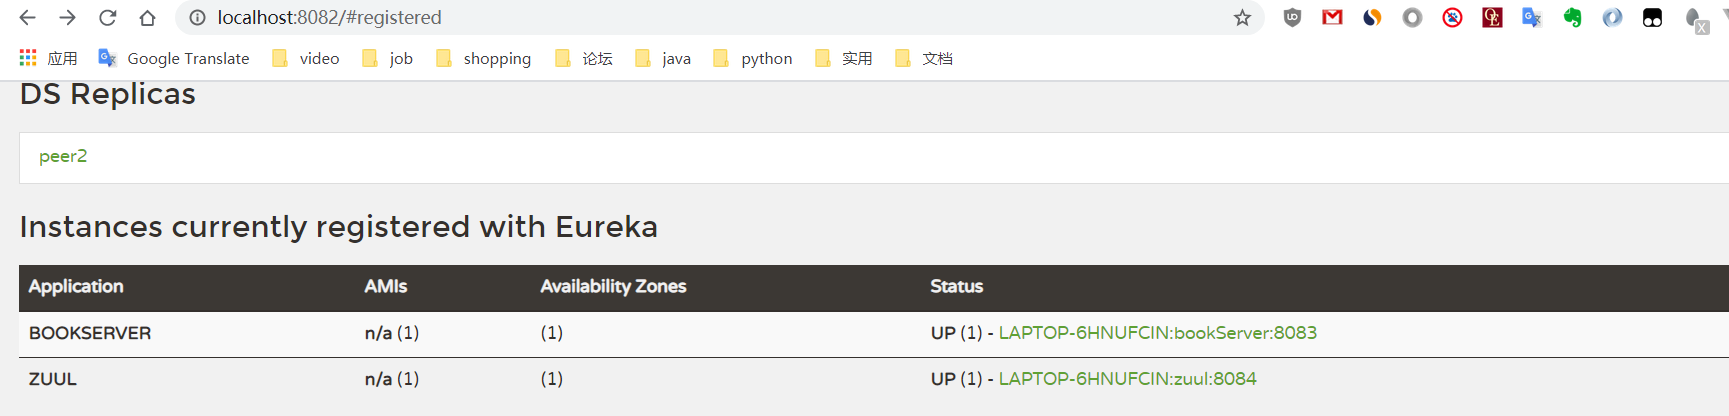 localhost:8082/#registered
应用 Google Translate video job shopping 论坛 java python 实用 文档
DS Replicas
peer2
Instances currently registered with Eureka
Application AMIs Availability Zones Status
BOOKSERVER n/a (1) (1) UP (1) - LAPTOP-6HNUFCIN:bookServer:8083
ZUUL n/a (1) (1) UP (1) - LAPTOP-6HNUFCIN:zuul:8084